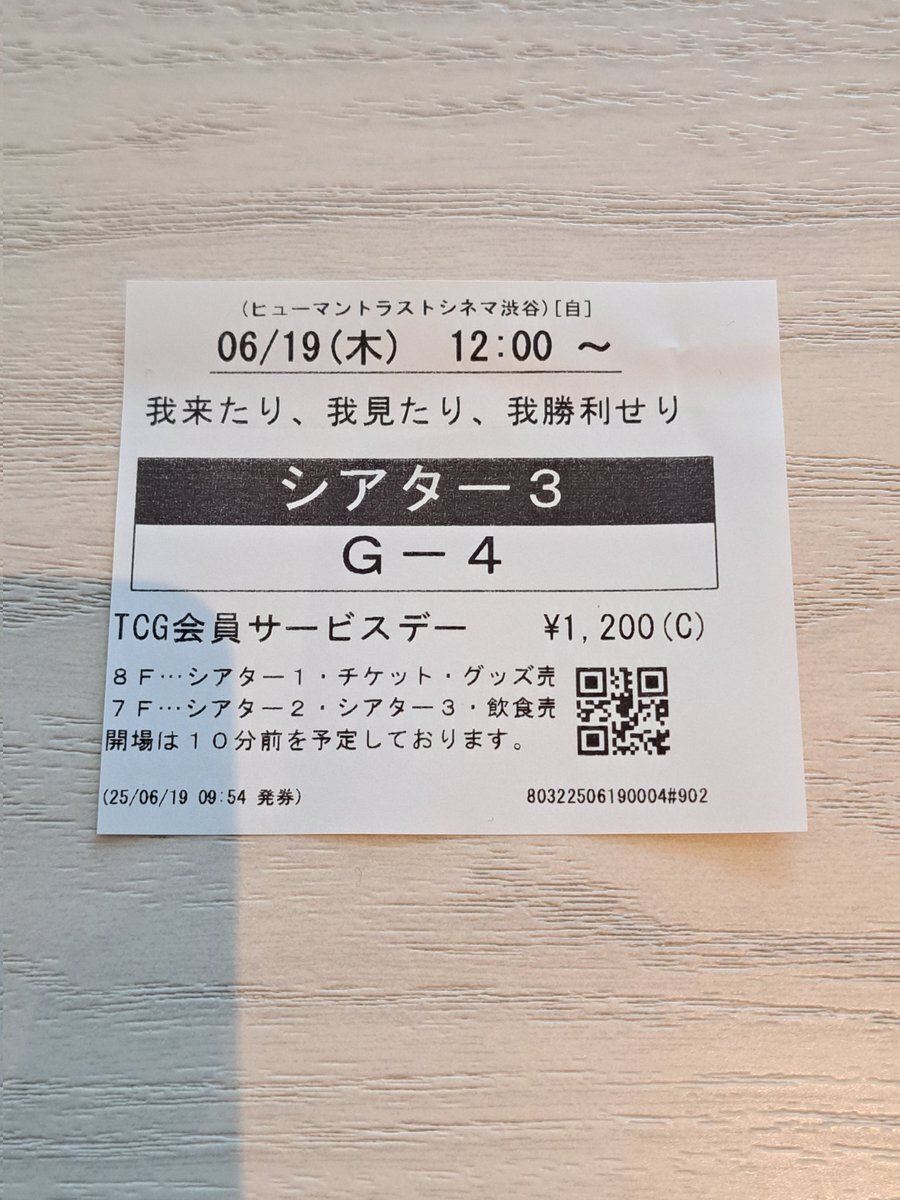 (ヒューマントラストシネマ渋谷)[自]
06/19(木) 12:00 ～
我来たり、我見たり、我勝利せり
シアター３
Ｇ－４
TCG会員サービスデー ¥1,200(C)
８Ｆ…シアター１・チケット・グッズ売
７Ｆ…シアター２・シアター３・飲食売
開場は１０分前を予定しております。
(25/06/19 09:54 発券) 80322506190004#902